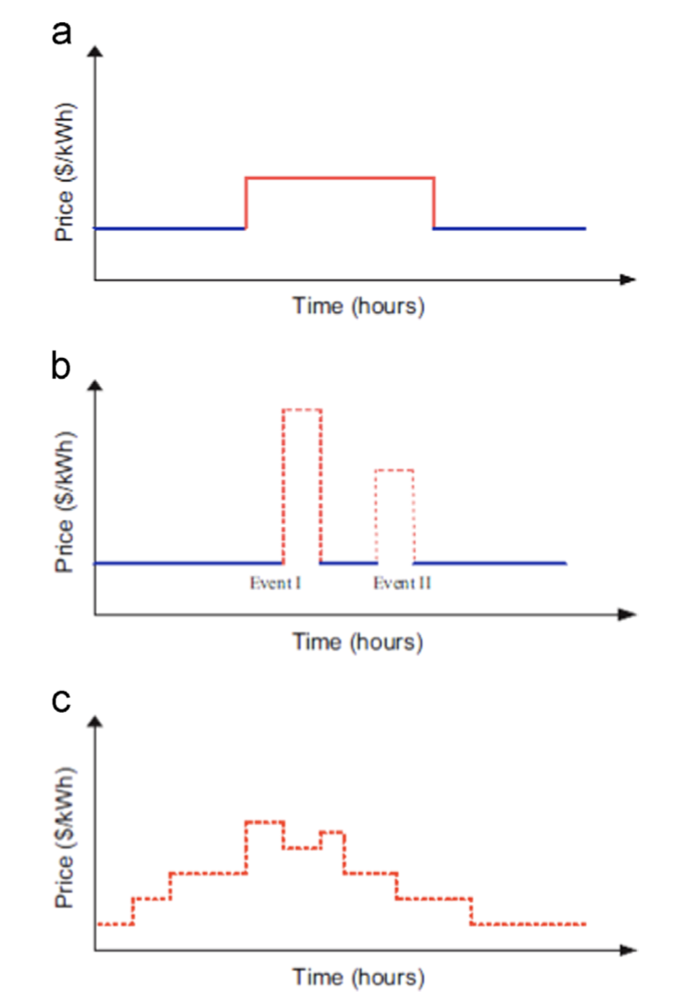 a
Price ($/kWh)
Time (hours)
b
Price ($/kWh)
Event I
Event II
Time (hours)
c
Price ($/kWh)
Time (hours)